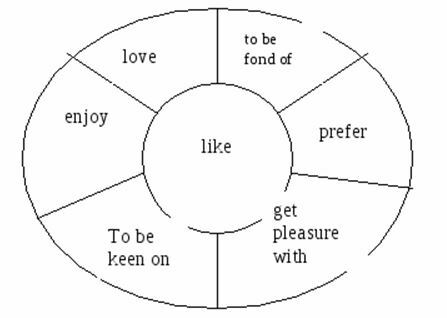 love
to be
fond of
enjoy
like
prefer
To be
keen on
get
pleasure
with